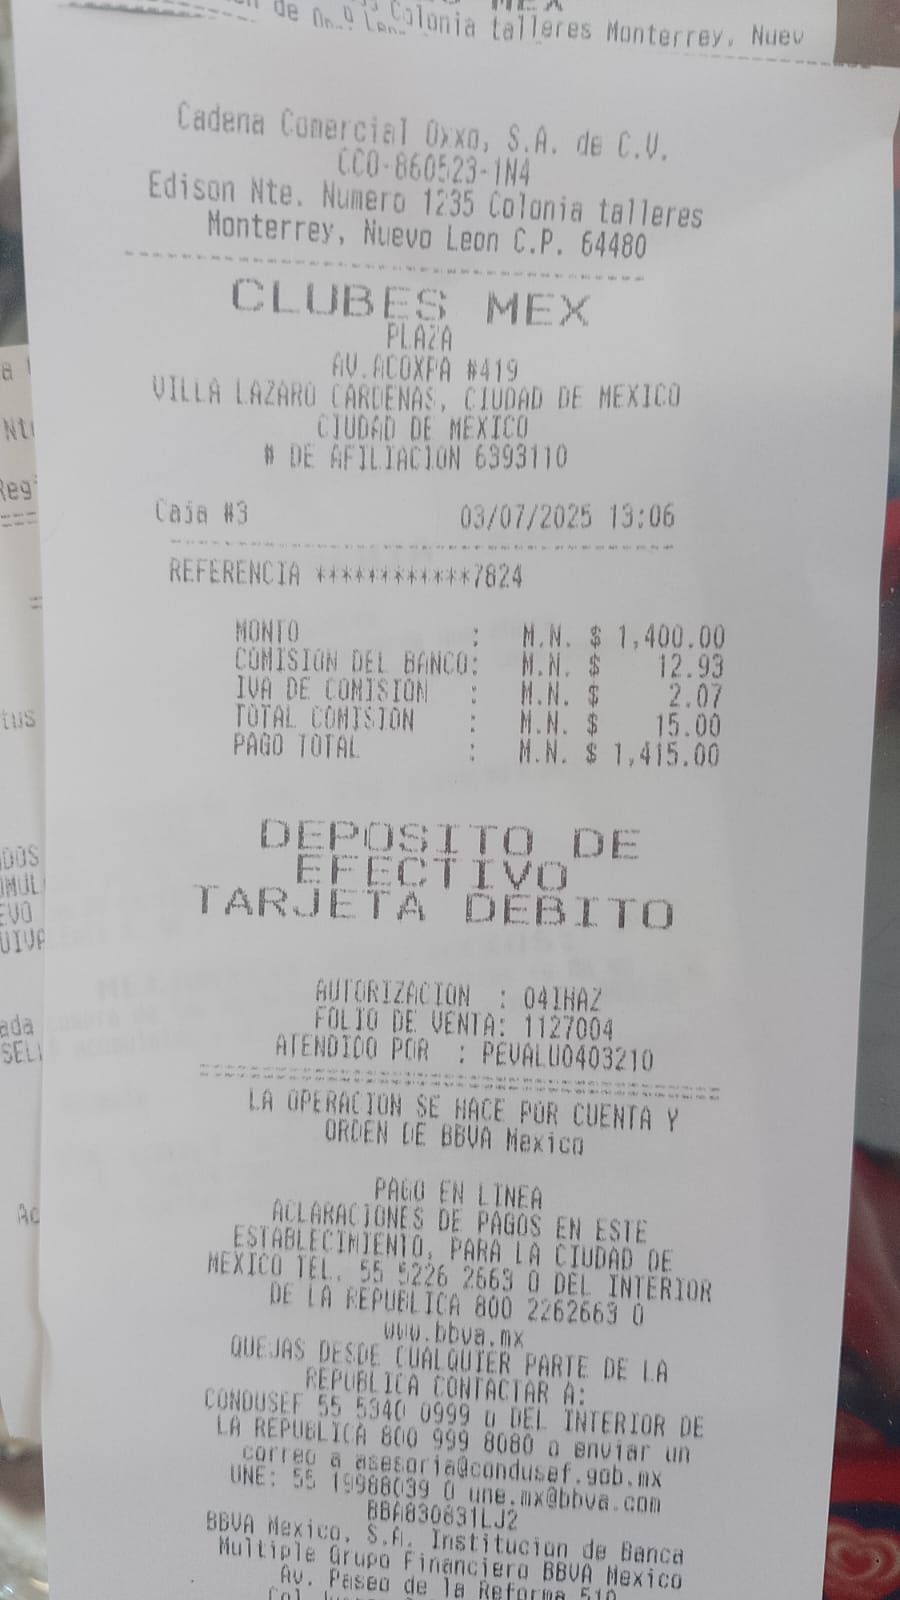 de
Colonia talleres Monterrey, Nuev
Cadena Comercial Oxxo, S.A. de C.V.
CCO-860523-1N4
Edison Nte. Numero 1235 Colonia talleres
Monterrey, Nuevo Leon C.P. 64480
CLUBES MEX
PLAZA
AV.ACOXPA #419
VILLA LAZARO CARDENAS, CIUDAD DE MEXICO
CIUDAD DE MEXICO
# DE AFILIACION 6393110
Caja #3 03/07/2025 13:06
REFERENCIA ************7824
MONTO : M.N. $ 1,400.00
COMISION DEL BANCO: M.N. $ 12.93
IVA DE COMISION : M.N. $ 2.07
TOTAL COMISION : M.N. $ 15.00
PAGO TOTAL : M.N. $ 1,415.00
DEPOSITO DE
EFECTIVO
TARJETA DEBITO
AUTORIZACION : 04IHAZ
FOLIO DE VENTA: 1127004
ATENDIDO POR : PEVALU0403210
LA OPERACION SE HACE POR CUENTA Y
ORDEN DE BBVA Mexico
PAGO EN LINEA
ACLARACIONES DE PAGOS EN ESTE
ESTABLECIMIENTO, PARA LA CIUDAD DE
MEXICO TEL. 55 5226 2663 O DEL INTERIOR
DE LA REPUBLICA 800 2262663 O
www.bbva.mx
QUEJAS DESDE CUALQUIER PARTE DE LA
REPUBLICA CONTACTAR A:
CONDUSEF 55 5340 0999 o DEL INTERIOR DE
LA REPUBLICA 800 999 8080 o enviar un
correo a asesoria@condusef.gob.mx
UNE: 55 19988039 O une.mx@bbva.com
BBA830831LJ2
BBVA Mexico, S.A. Institucion de Banca
Multiple Grupo Financiero BBVA Mexico
Av. Paseo de la Reforma 510